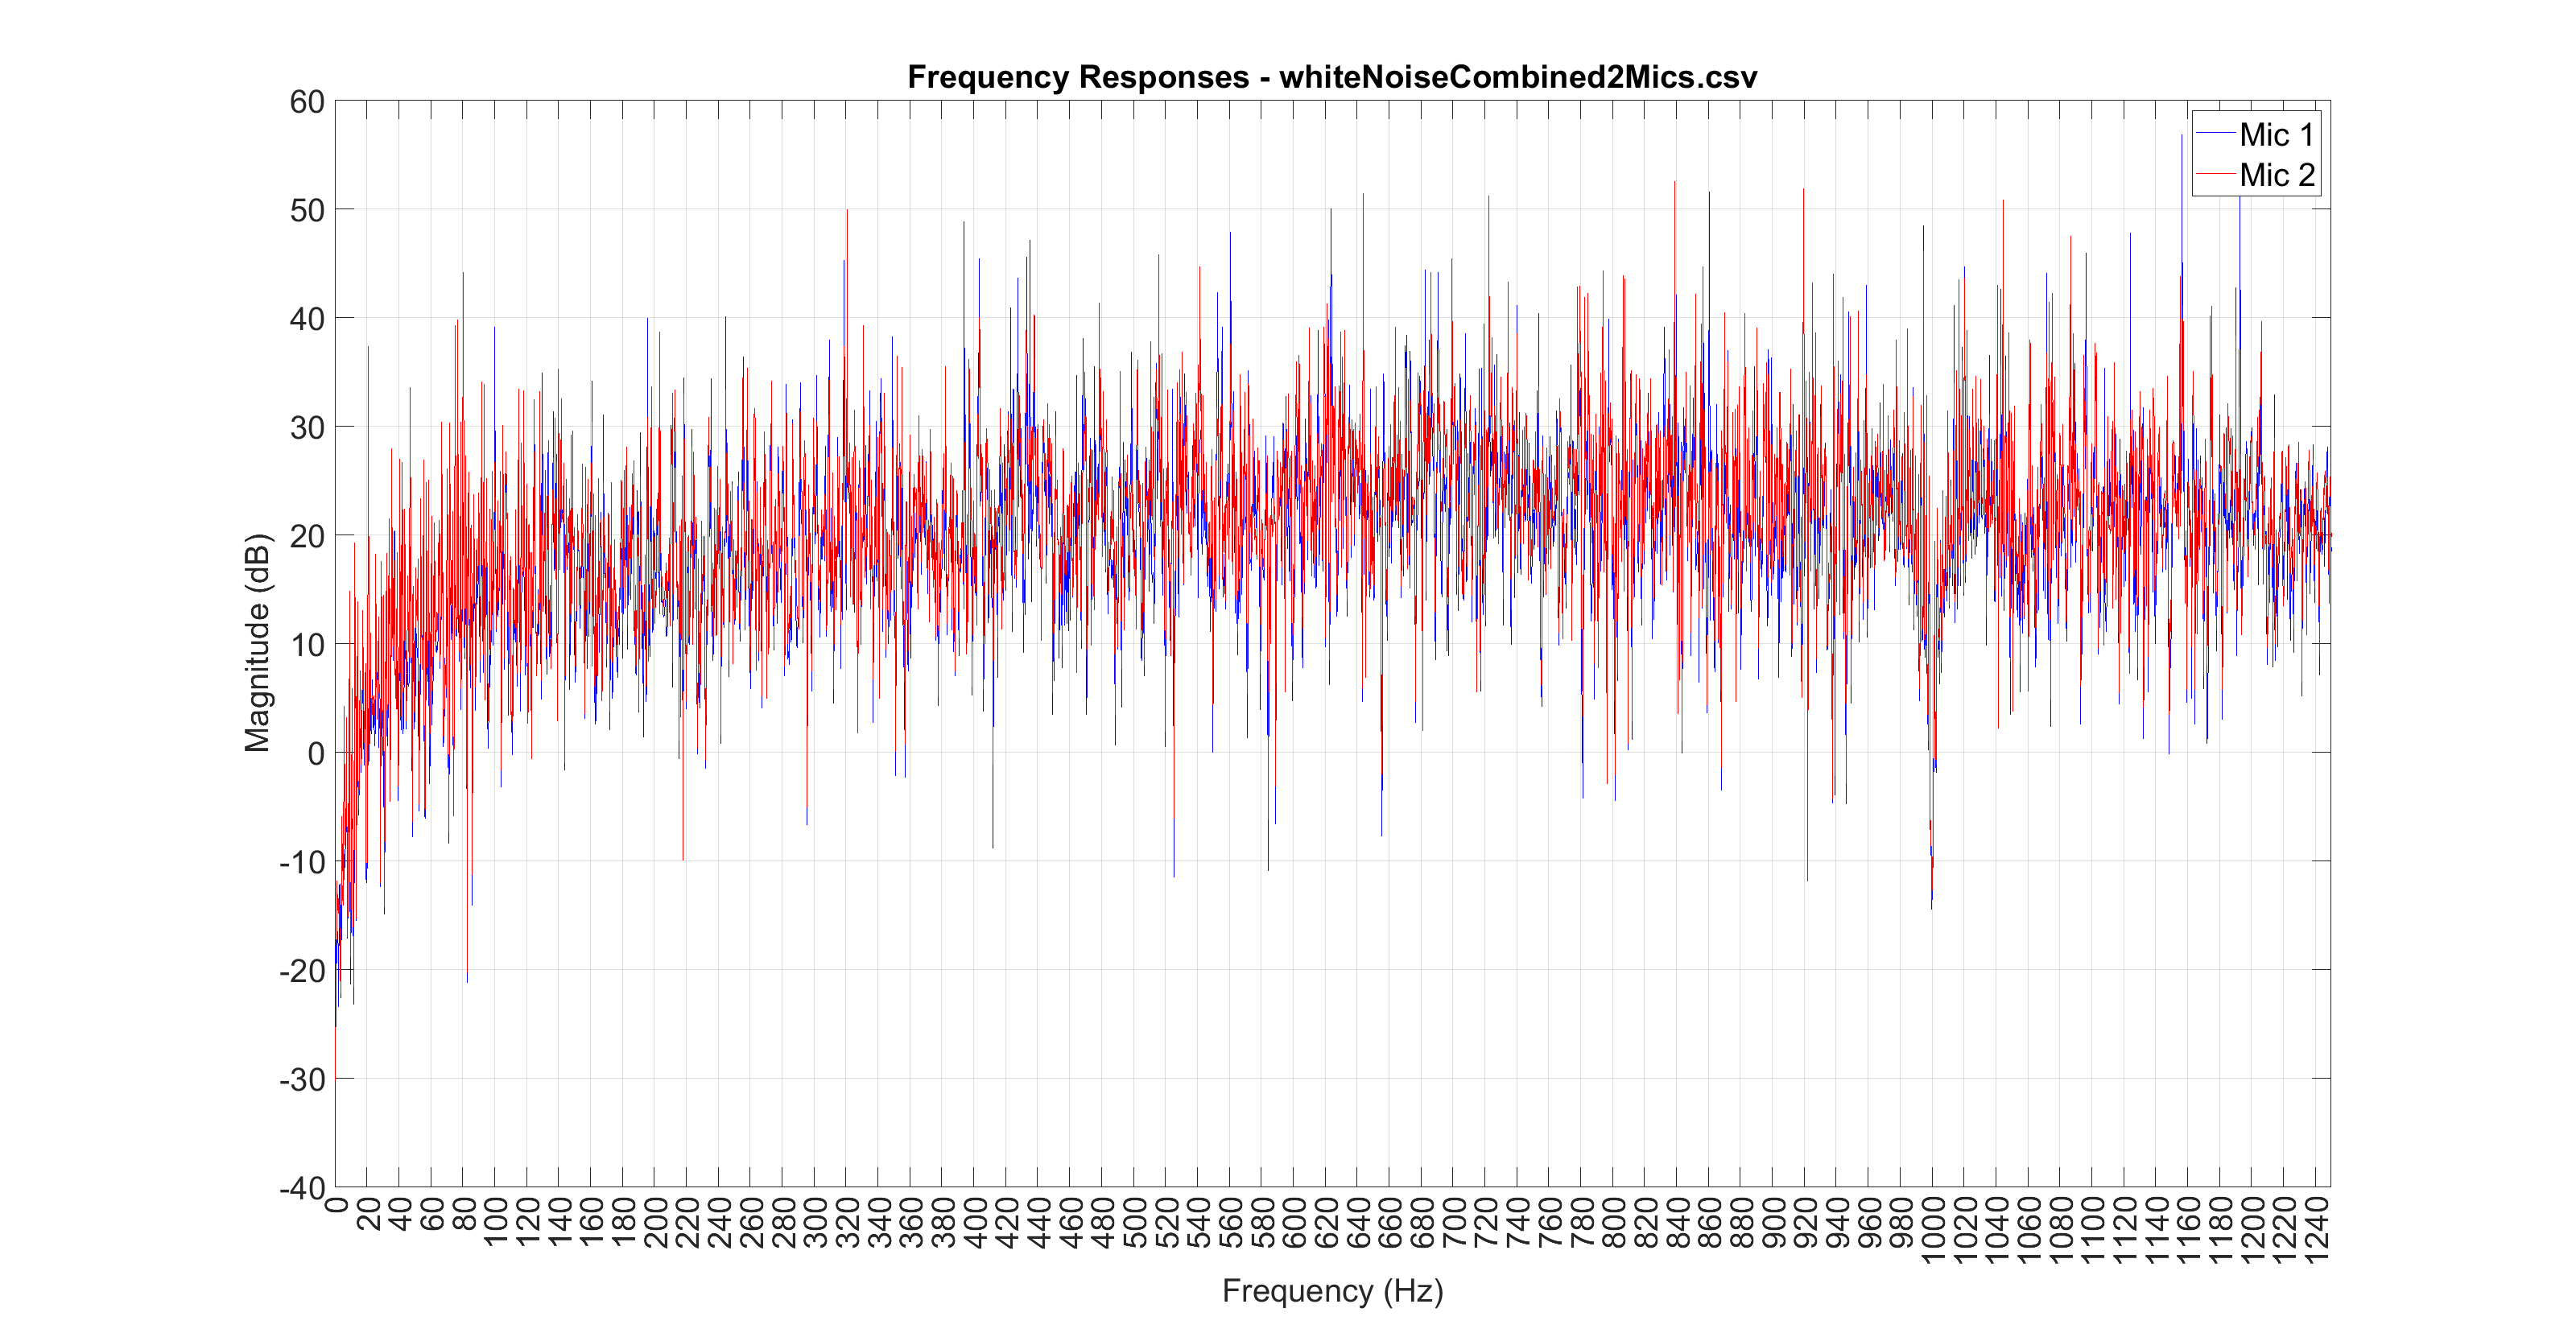 Frequency Responses - whiteNoiseCombined2Mics.csv
Mic 1
Mic 2
Magnitude (dB)
60
50
40
30
20
10
0
-10
-20
-30
-40
0 20 40 60 80 100 120 140 160 180 200 220 240 260 280 300 320 340 360 380 400 420 440 460 480 500 520 540 560 580 600 620 640 660 680 700 720 740 760 780 800 820 840 860 880 900 920 940 960 980 1000 1020 1040 1060 1080 1100 1120 1140 1160 1180 1200 1220 1240
Frequency (Hz)